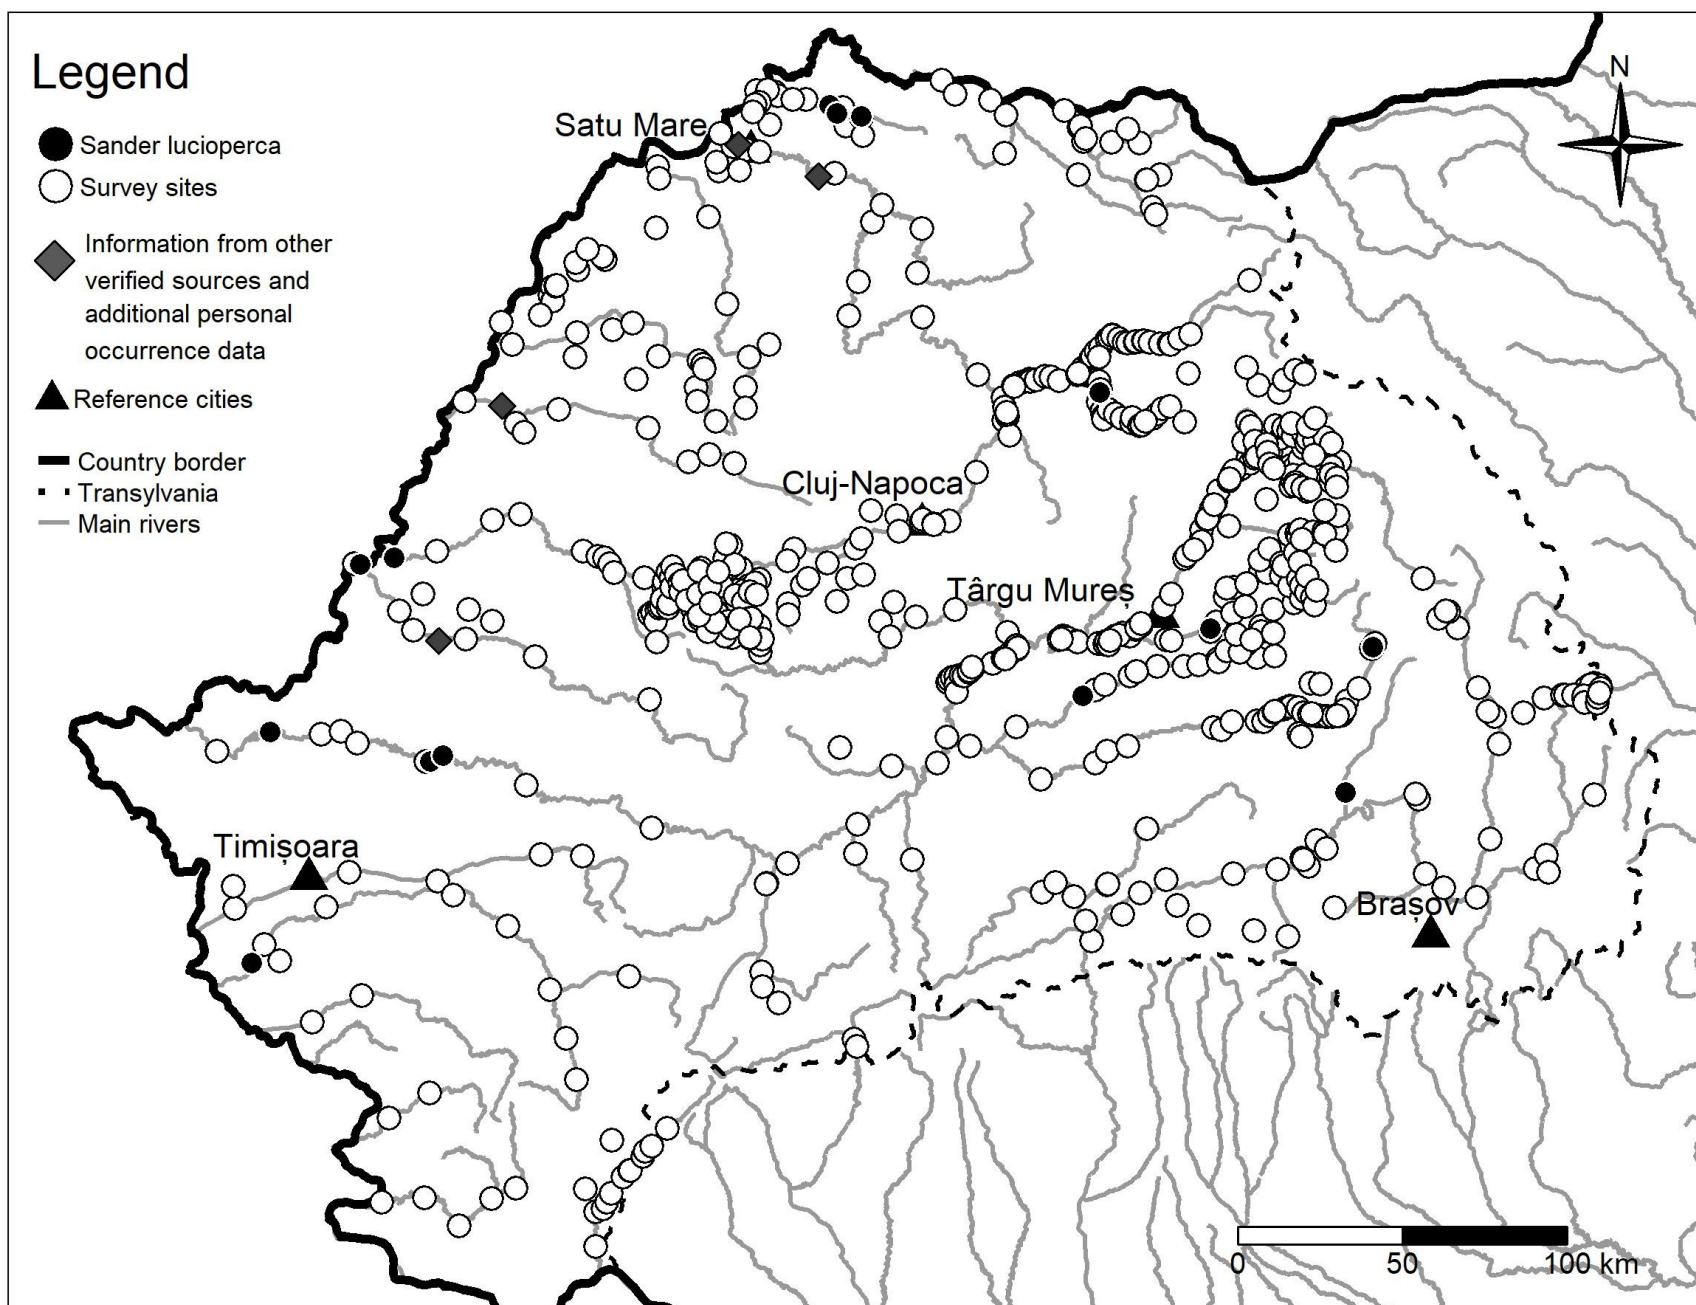 Legend
Sander lucioperca
Survey sites
Information from other
verified sources and
additional personal
occurrence data
Reference cities
Country border
Transylvania
Main rivers
N
Satu Mare
Cluj-Napoca
Târgu Mureș
Timișoara
Brașov
0 50 100 km